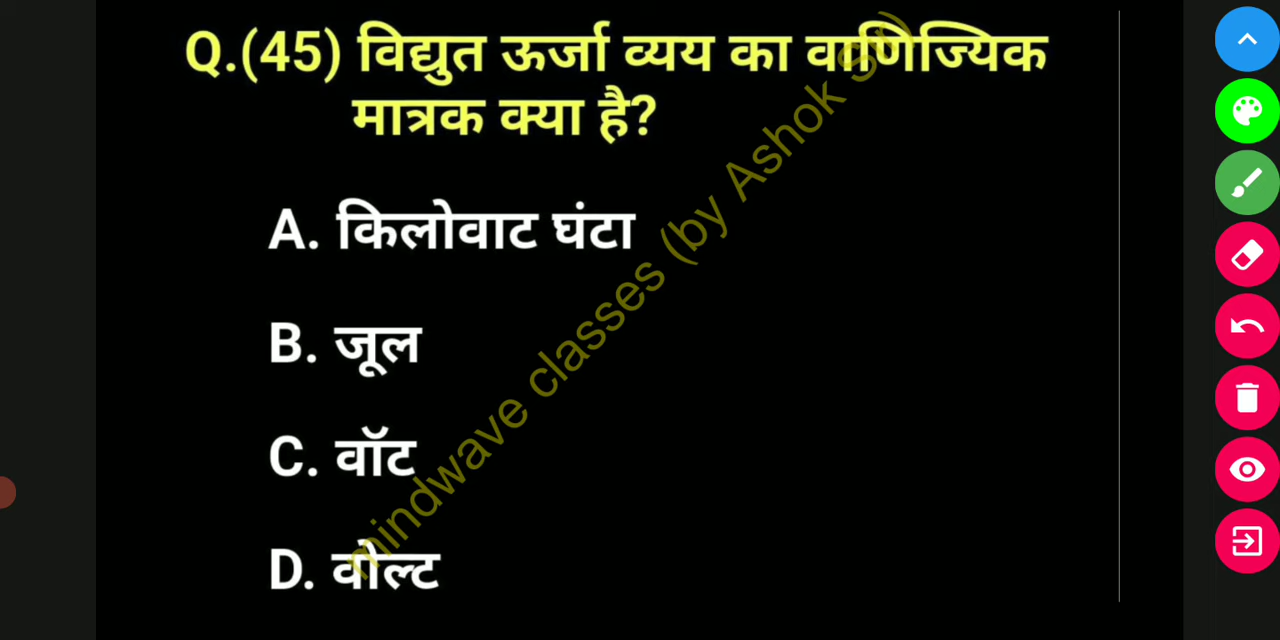 Q.(45) विद्युत ऊर्जा व्यय का वाणिज्यिक
मात्रक क्या है?
A. किलोवाट घंटा
B. जूल
C. वॉट
D. वोल्ट
mindwave classes (by Ashok Sir)